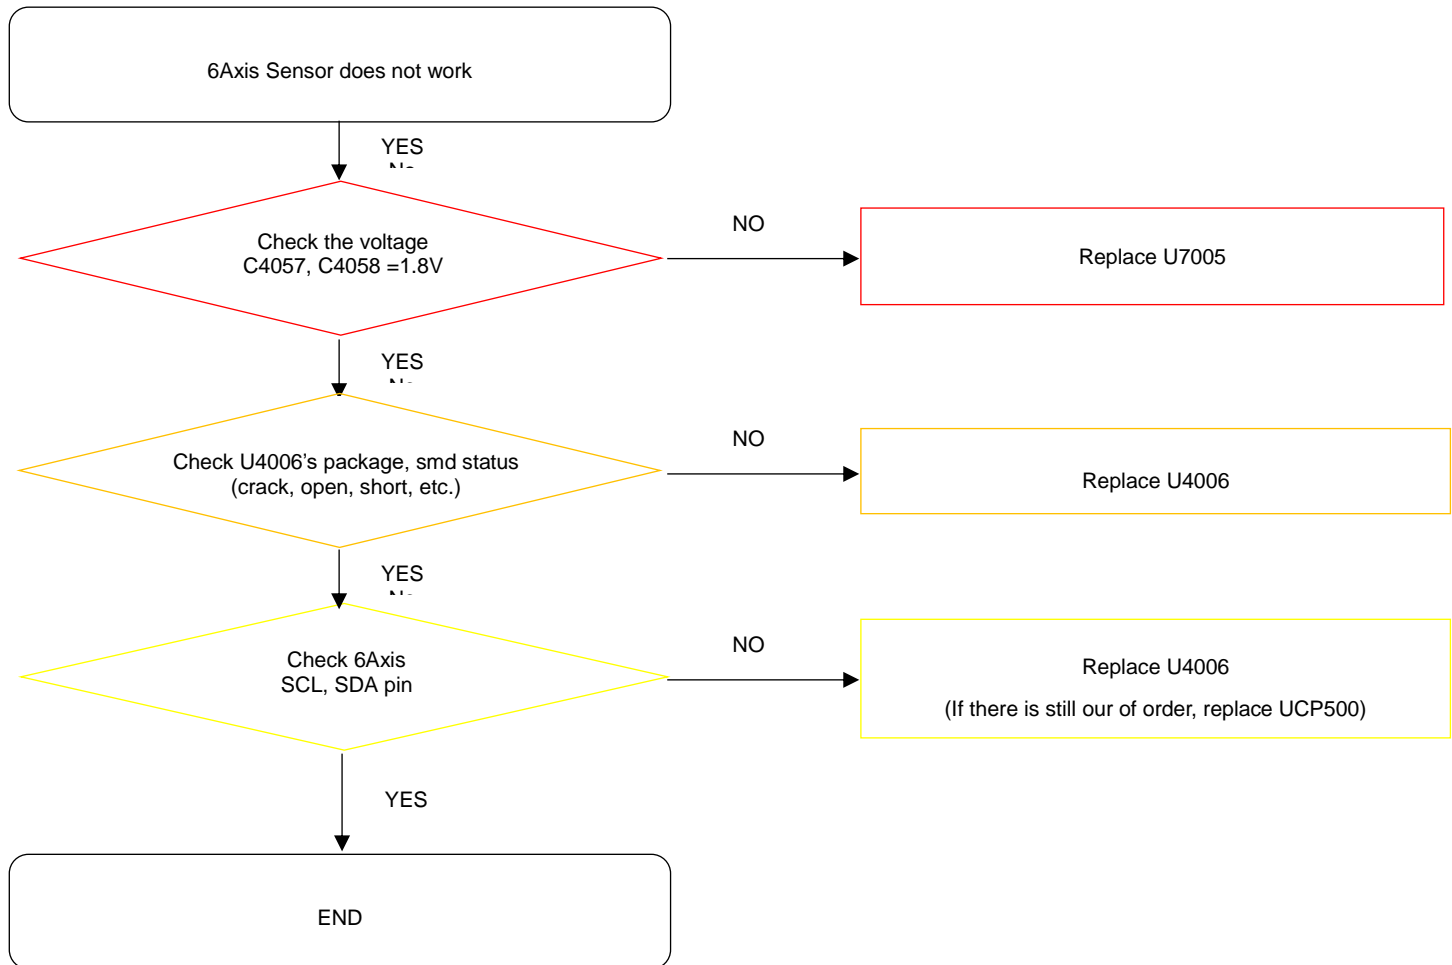 6Axis Sensor does not work
YES
Check the voltage
C4057, C4058 =1.8V
NO
Replace U7005
YES
Check U4006’s package, smd status
(crack, open, short, etc.)
NO
Replace U4006
YES
Check 6Axis
SCL, SDA pin
NO
Replace U4006
(If there is still our of order, replace UCP500)
YES
END